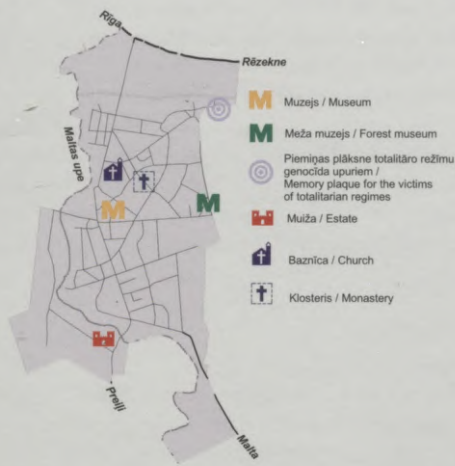 Rīga
Rēzekne
Maltas upe
M
M
Preiļi
Malta
M Muzejs / Museum
M Meža muzejs / Forest museum
Piemiņas plāksne totalitāro režīmu
genocīda upuriem /
Memory plaque for the victims
of totalitarian regimes
Muiža / Estate
Baznīca / Church
Klosteris / Monastery